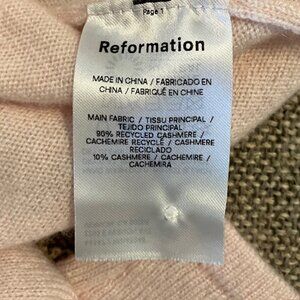 Page 1
Reformation
MADE IN CHINA / FABRICADO EN
CHINA / FABRIQUÉ EN CHINE
MAIN FABRIC / TISSU PRINCIPAL /
TEJIDO PRINCIPAL
90% RECYCLED CASHMERE /
CACHEMIRE RECYCLÉ / CASHMERE
RECICLADO
10% CASHMERE / CACHEMIRE /
CACHEMIRA